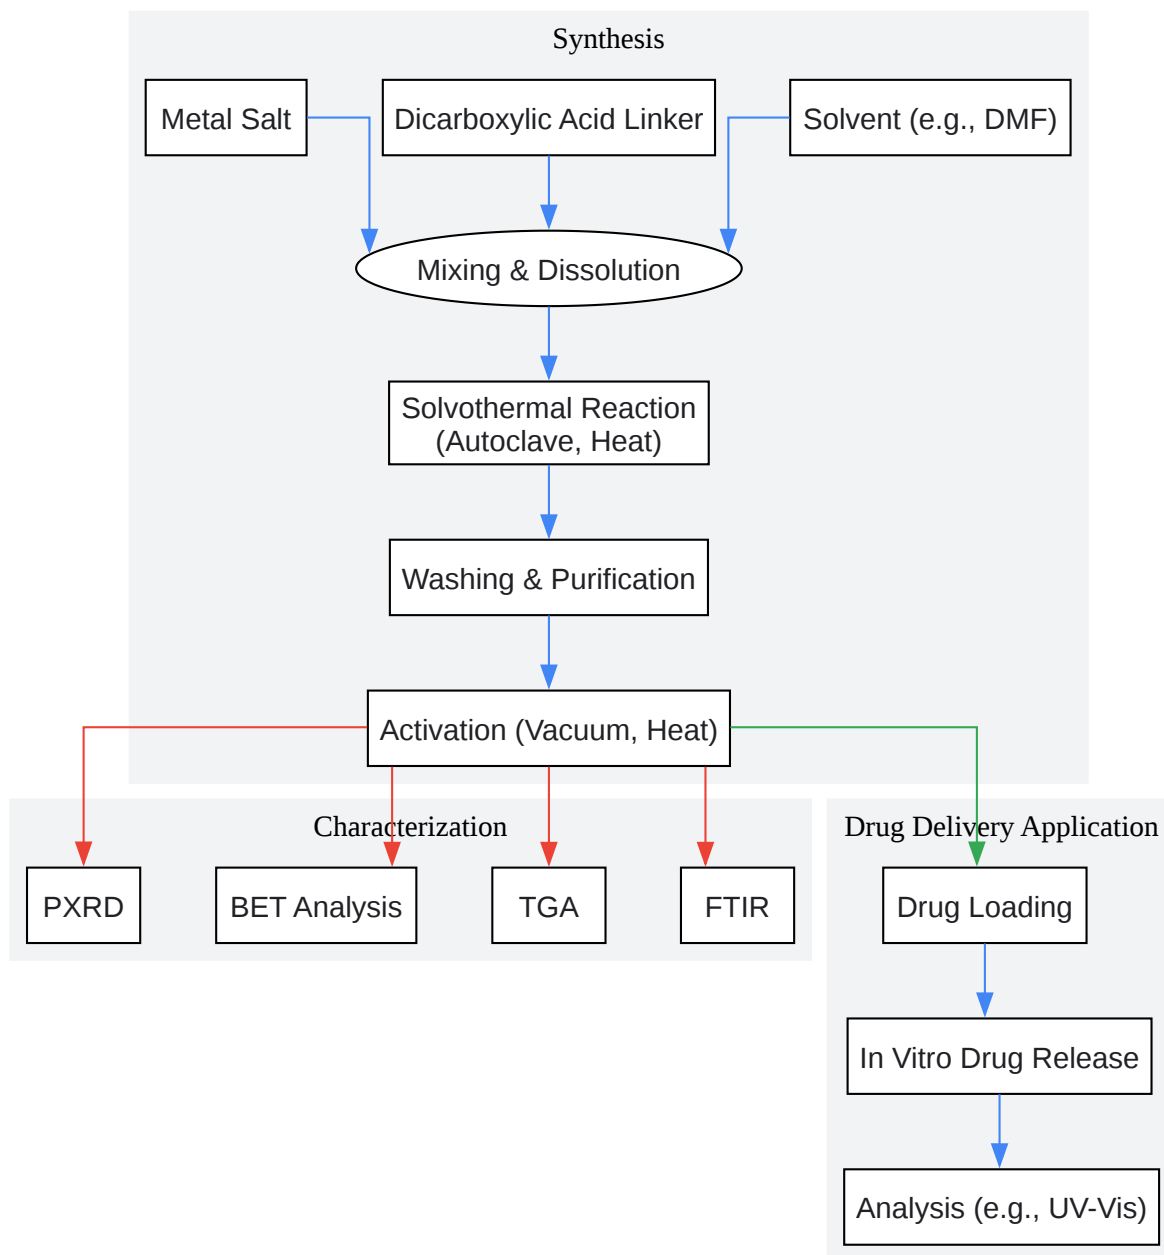 Synthesis
Metal Salt
Dicarboxylic Acid Linker
Solvent (e.g., DMF)
Mixing & Dissolution
Solvothermal Reaction
(Autoclave, Heat)
Washing & Purification
Activation (Vacuum, Heat)
Characterization
PXRD
BET Analysis
TGA
FTIR
Drug Delivery Application
Drug Loading
In Vitro Drug Release
Analysis (e.g., UV-Vis)